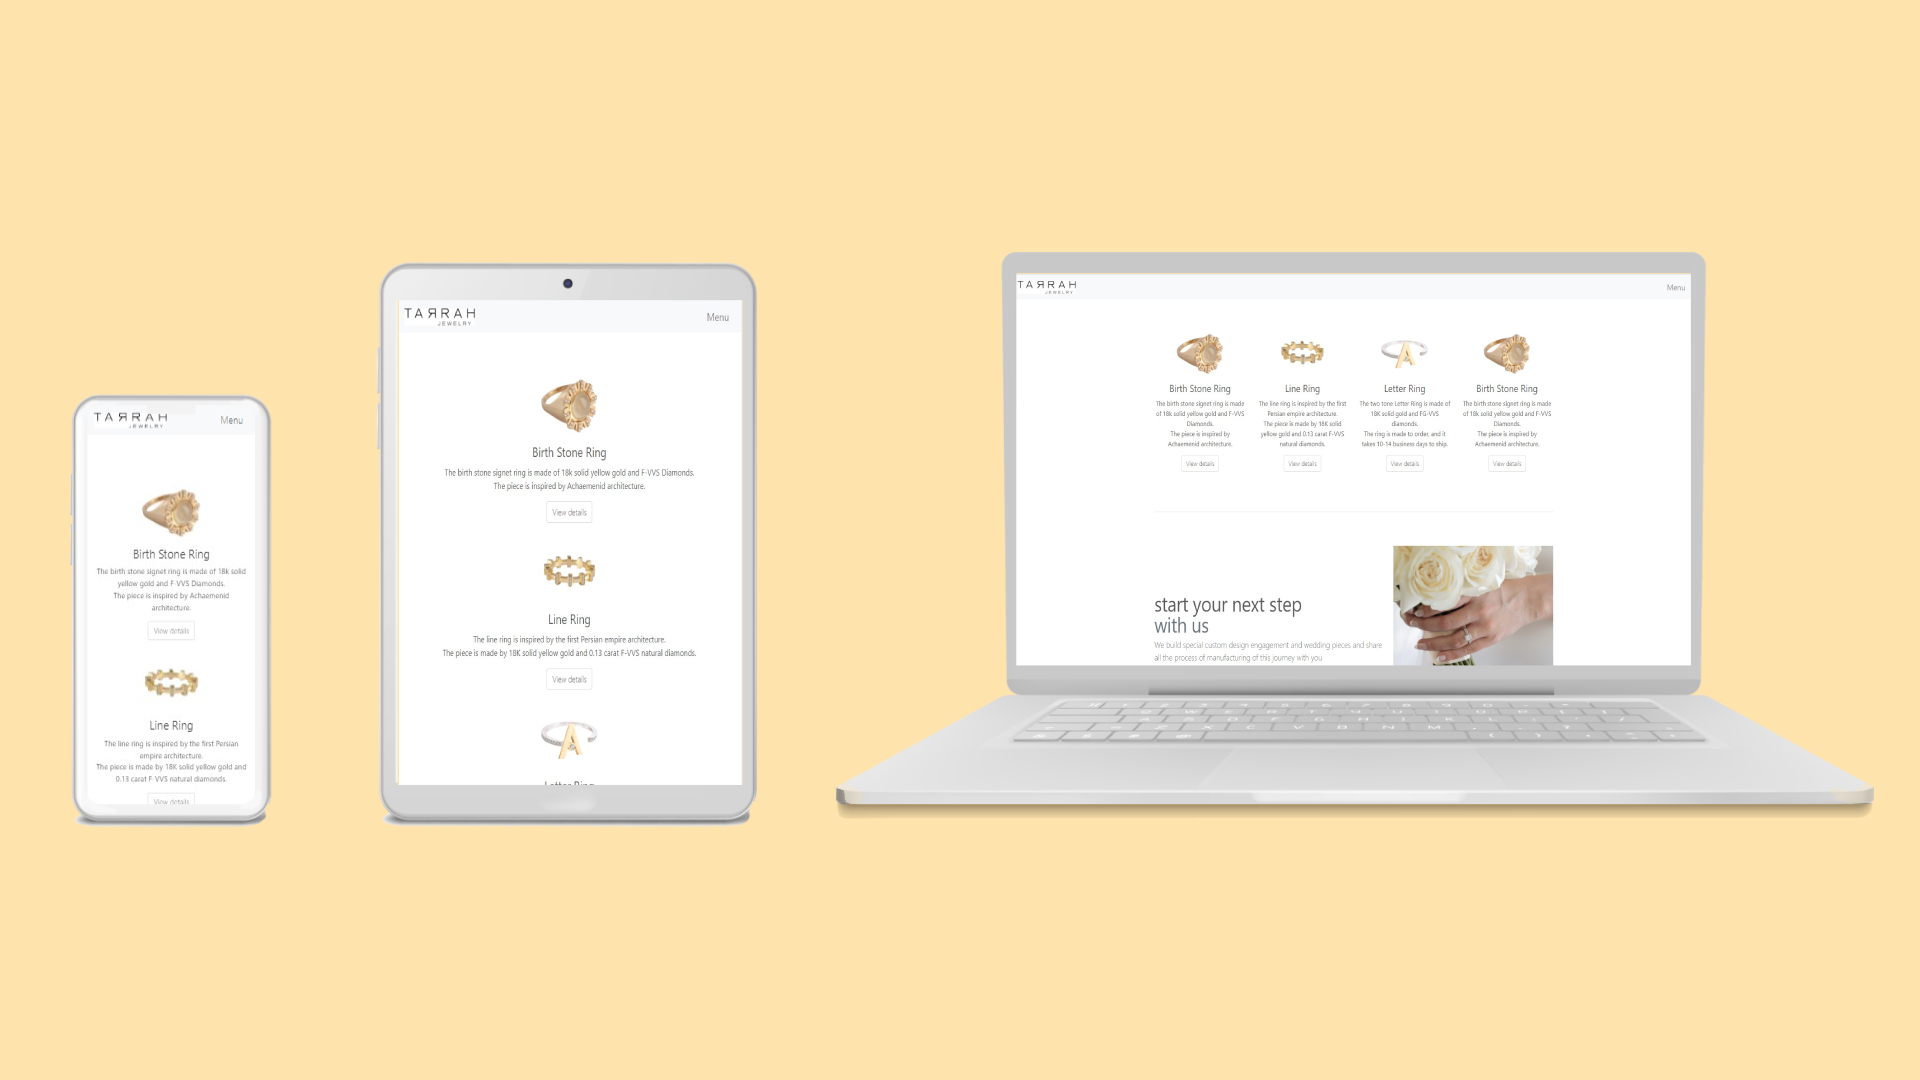 TAЯRAH
JEWELRY
Menu
Birth Stone Ring
The birth stone signet ring is made of 18k solid
yellow gold and F-VVS Diamonds.
The piece is inspired by Achaemenid
architecture.
View details
Line Ring
The line ring is inspired by the first Persian
empire architecture.
The piece is made by 18K solid yellow gold and
0.13 carat F-VVS natural diamonds.
View details
TAЯRAH
JEWELRY
Menu
Birth Stone Ring
The birth stone signet ring is made of 18k solid yellow gold and F-VVS Diamonds.
The piece is inspired by Achaemenid architecture.
View details
Line Ring
The line ring is inspired by the first Persian empire architecture.
The piece is made by 18K solid yellow gold and 0.13 carat F-VVS natural diamonds.
View details
A
Letter Ring
TAЯRAH
JEWELRY
Menu
Birth Stone Ring
The birth stone signet ring is made
of 18k solid yellow gold and F-VVS
Diamonds.
The piece is inspired by
Achaemenid architecture.
View details
Line Ring
The line ring is inspired by the first
Persian empire architecture.
The piece is made by 18K solid
yellow gold and 0.13 carat F-VVS
natural diamonds.
View details
A
Letter Ring
The two tone Letter Ring is made of
18K solid gold and FG-VVS
diamonds.
The ring is made to order, and it
takes 10-14 business days to ship.
View details
Birth Stone Ring
The birth stone signet ring is made
of 18k solid yellow gold and F-VVS
Diamonds.
The piece is inspired by
Achaemenid architecture.
View details
start your next step
with us
We build special custom design engagement and wedding pieces and share
all the process of manufacturing of this journey with you